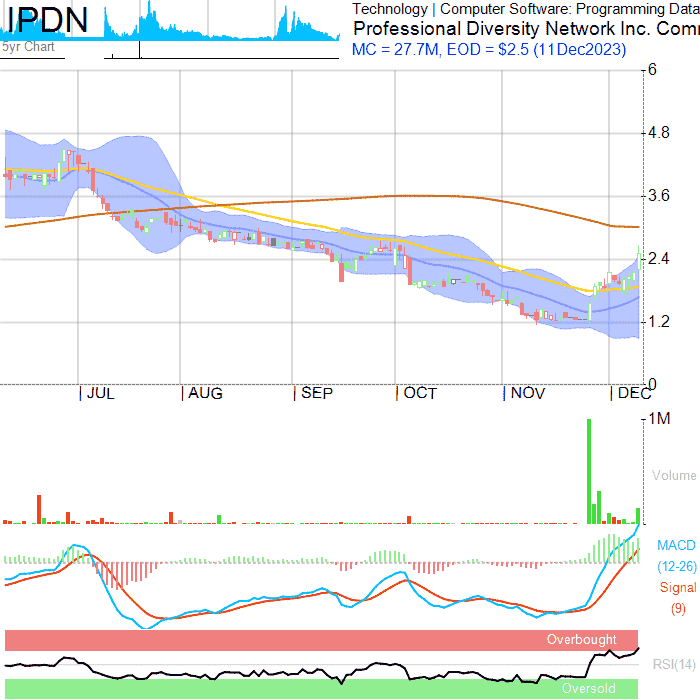 IPDN
5yr Chart
Technology | Computer Software: Programming Data
Professional Diversity Network Inc. Comm
MC = 27.7M, EOD = $2.5 (11Dec2023)
6
4.8
3.6
2.4
1.2
0
| JUL | AUG | SEP | OCT | NOV | DEC
1M
Volume
MACD
(12-26)
Signal
(9)
Overbought
RSI(14)
Oversold